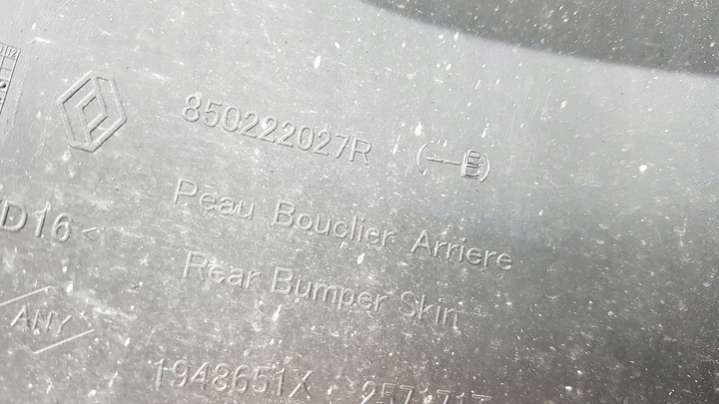 850222027R (--B)
Peau Bouclier Arriere
D16<
Rear Bumper Skin
ANY
1948651X